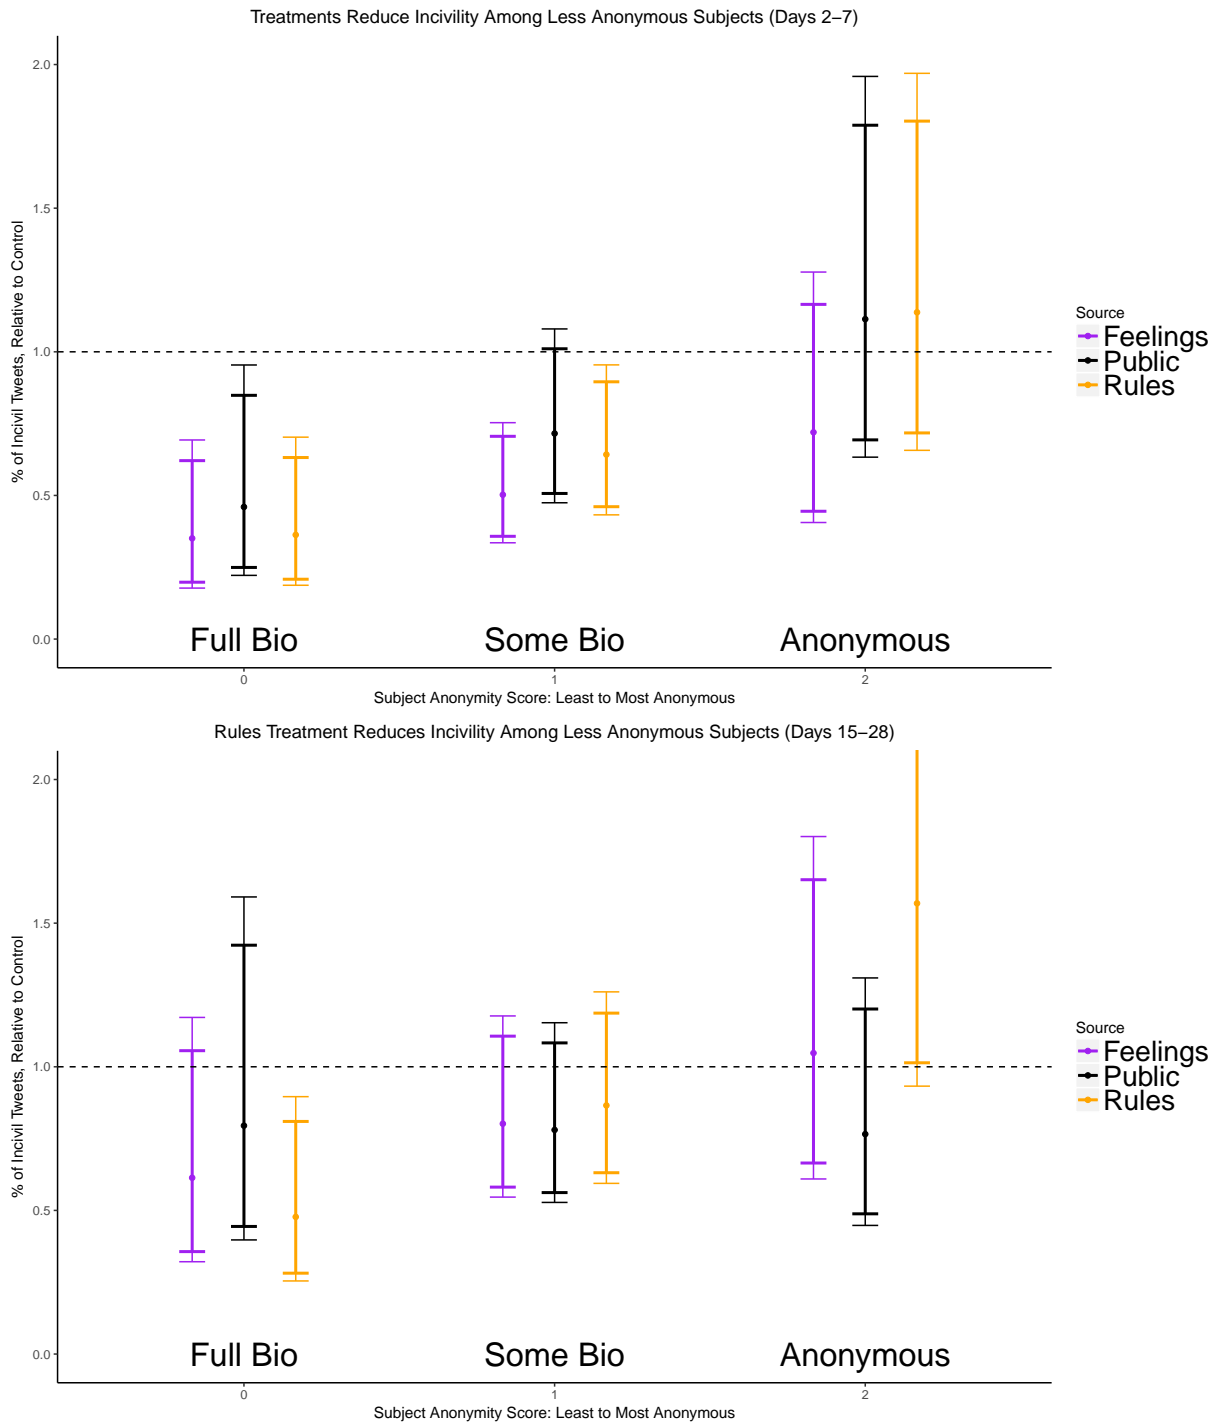 Treatments Reduce Incivility Among Less Anonymous Subjects (Days 2−7)
2.0
1.5
1.0
0.5
0.0
% of Incivil Tweets, Relative to Control
Full Bio
Some Bio
Anonymous
0
1
2
Subject Anonymity Score: Least to Most Anonymous
Source
Feelings
Public
Rules
Rules Treatment Reduces Incivility Among Less Anonymous Subjects (Days 15−28)
2.0
1.5
1.0
0.5
0.0
% of Incivil Tweets, Relative to Control
Full Bio
Some Bio
Anonymous
0
1
2
Subject Anonymity Score: Least to Most Anonymous
Source
Feelings
Public
Rules